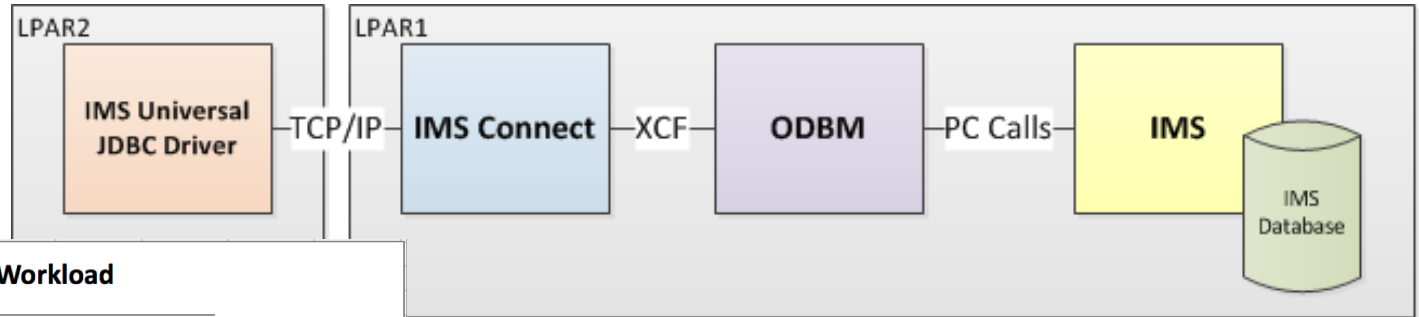 LPAR2
LPAR1
IMS Universal
JDBC Driver
TCP/IP
IMS Connect
XCF
ODBM
PC Calls
IMS
IMS
Database
Workload